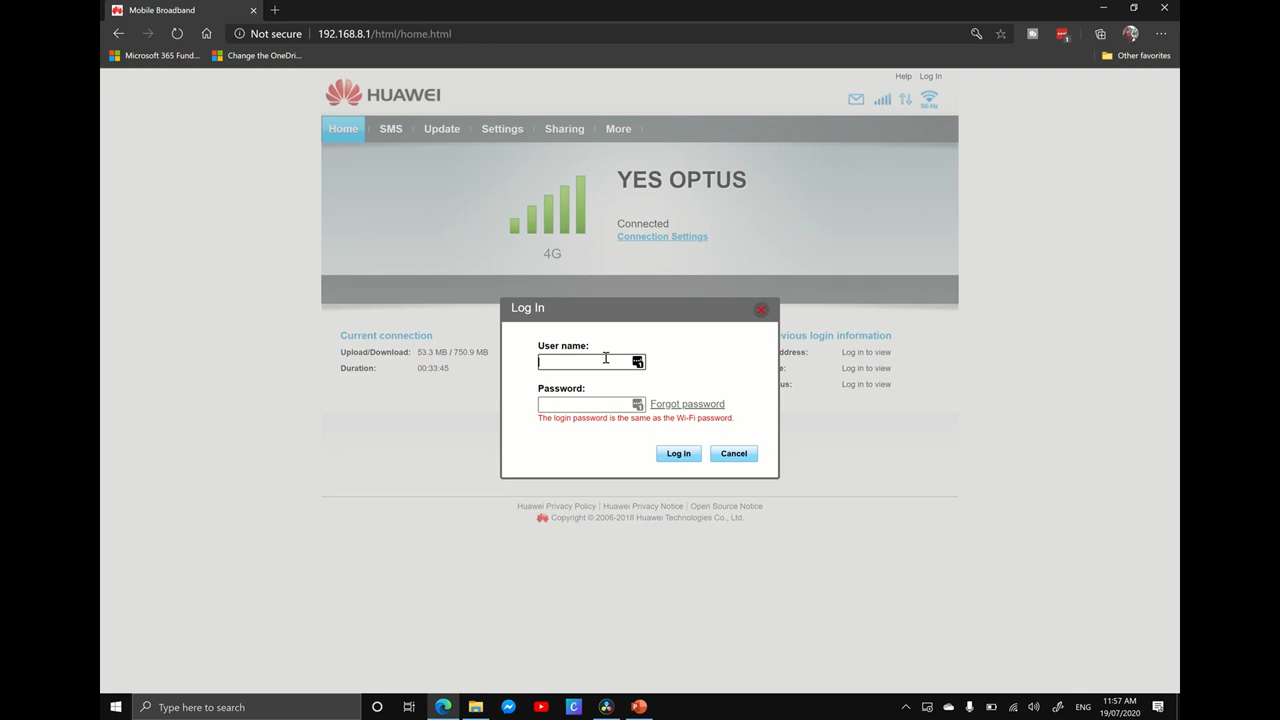 Mobile Broadband
Not secure 192.168.8.1/html/home.html
1
Microsoft 365 Fund... Change the OneDri... Other favorites
Help Log In
HUAWEI
5G Hz
Home SMS Update Settings Sharing More
YES OPTUS
Connected
Connection Settings
4G
Log In
Current connection
Upload/Download: 53.3 MB / 750.9 MB
Duration: 00:33:45
User name:
Password:
Forgot password
The login password is the same as the Wi-Fi password.
Log In Cancel
vious login information
ddress: Log in to view
e: Log in to view
us: Log in to view
Huawei Privacy Policy | Huawei Privacy Notice | Open Source Notice
Copyright © 2006-2018 Huawei Technologies Co., Ltd.
Type here to search
C
ENG
11:57 AM
19/07/2020